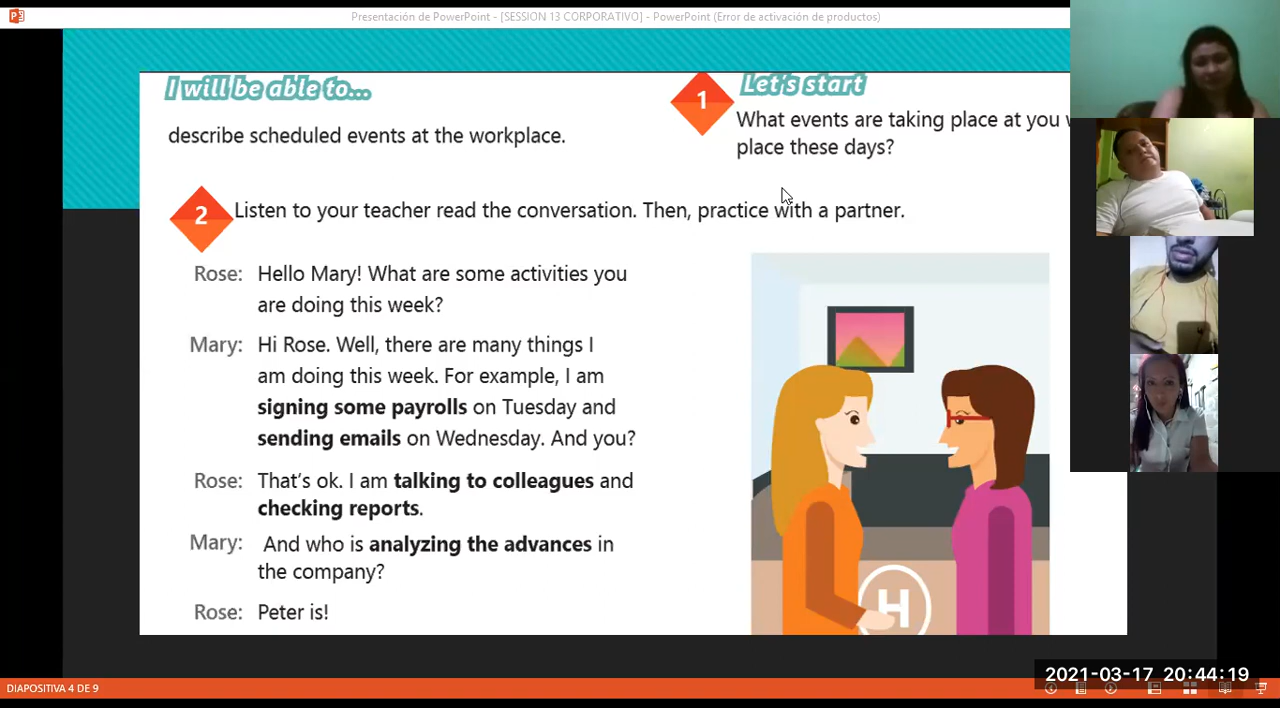 Presentación de PowerPoint - [SESSION 13 CORPORATIVO] - PowerPoint (Error de activación de productos)
I will be able to...
describe scheduled events at the workplace.
1
Let's start
What events are taking place at you
place these days?
2
Listen to your teacher read the conversation. Then, practice with a partner.
Rose: Hello Mary! What are some activities you
are doing this week?
Mary: Hi Rose. Well, there are many things I
am doing this week. For example, I am
signing some payrolls on Tuesday and
sending emails on Wednesday. And you?
Rose: That's ok. I am talking to colleagues and
checking reports.
Mary: And who is analyzing the advances in
the company?
Rose: Peter is!
H
2021-03-17 20:44:19
DIAPOSITIVA 4 DE 9